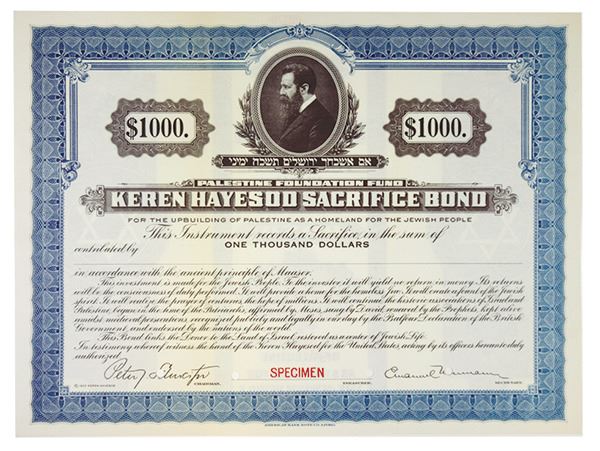 $1000.
$1000.
אם אשכחך ירושלים תשכח ימיני
PALESTINE FOUNDATION FUND
KEREN HAYESOD SACRIFICE BOND
FOR THE UPBUILDING OF PALESTINE AS A HOMELAND FOR THE JEWISH PEOPLE
This Instrument records a Sacrifice, in the sum of
ONE THOUSAND DOLLARS
contributed by
in accordance with the ancient principle of Maaser.
This investment is made for the Jewish People. To the investor it will yield no return in money. Its returns
will be the consciousness of duty performed. It will provide a home for the homeless Jew. It will create a fount of the Jewish
spirit. It will realize the prayer of centuries, the hope of millions. It will continue the historic associations of Israel and
Palestine, begun in the time of the Patriarchs, affirmed by Moses, sung by David, renewed by the Prophets, kept alive
amidst medieval persecutions, recognized publicly and legally in our day by the Balfour Declaration of the British
Government, and endorsed by the nations of the world.
This Bond links the Donor to the Land of Israel restored as a center of Jewish Life.
In testimony whereof witness the hand of the Keren Hayesod for the United States, acting by its officers hereunto duly
authorized.
SPECIMEN
CHAIRMAN.
TREASURER.
SECRETARY.
AMERICAN BANK NOTE CO.